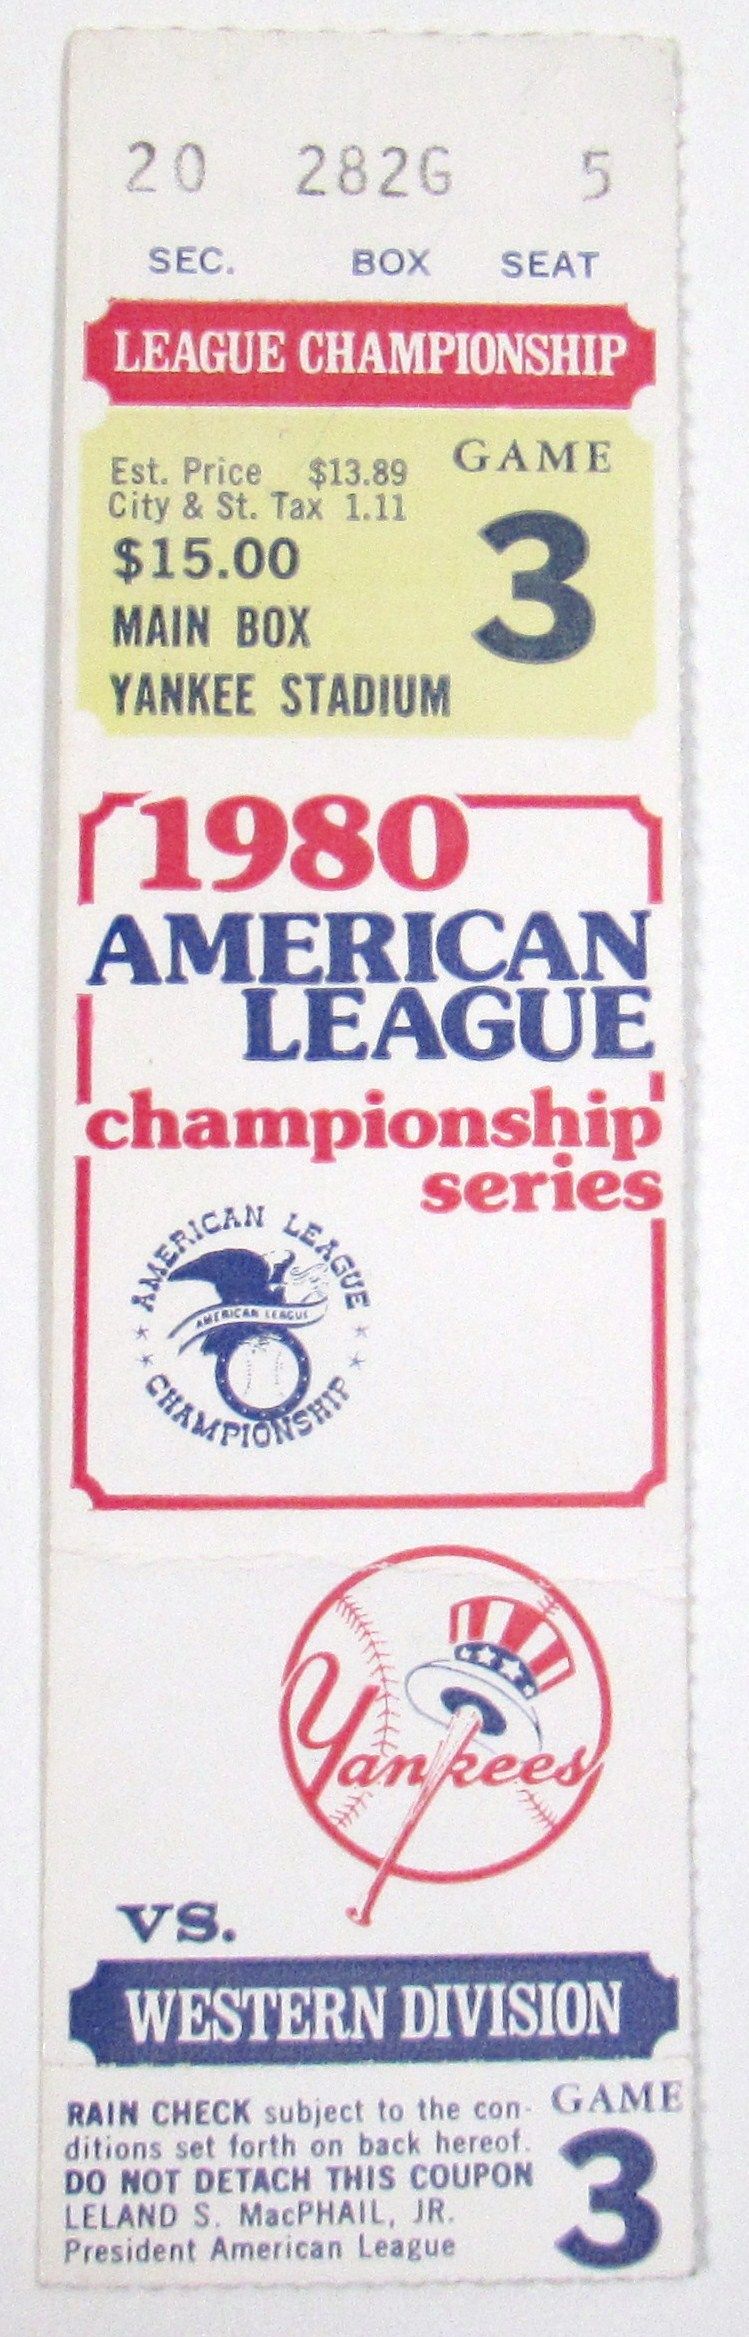 20 282G 5
SEC. BOX SEAT
LEAGUE CHAMPIONSHIP
Est. Price $13.89
City & St. Tax 1.11
$15.00
MAIN BOX
YANKEE STADIUM
GAME
3
1980
AMERICAN
LEAGUE
championship
series
AMERICAN LEAGUE
AMERICAN LEAGUE
CHAMPIONSHIP
Yankees
vs.
WESTERN DIVISION
RAIN CHECK subject to the con-
ditions set forth on back hereof.
DO NOT DETACH THIS COUPON
LELAND S. MacPHAIL, JR.
President American League
GAME
3